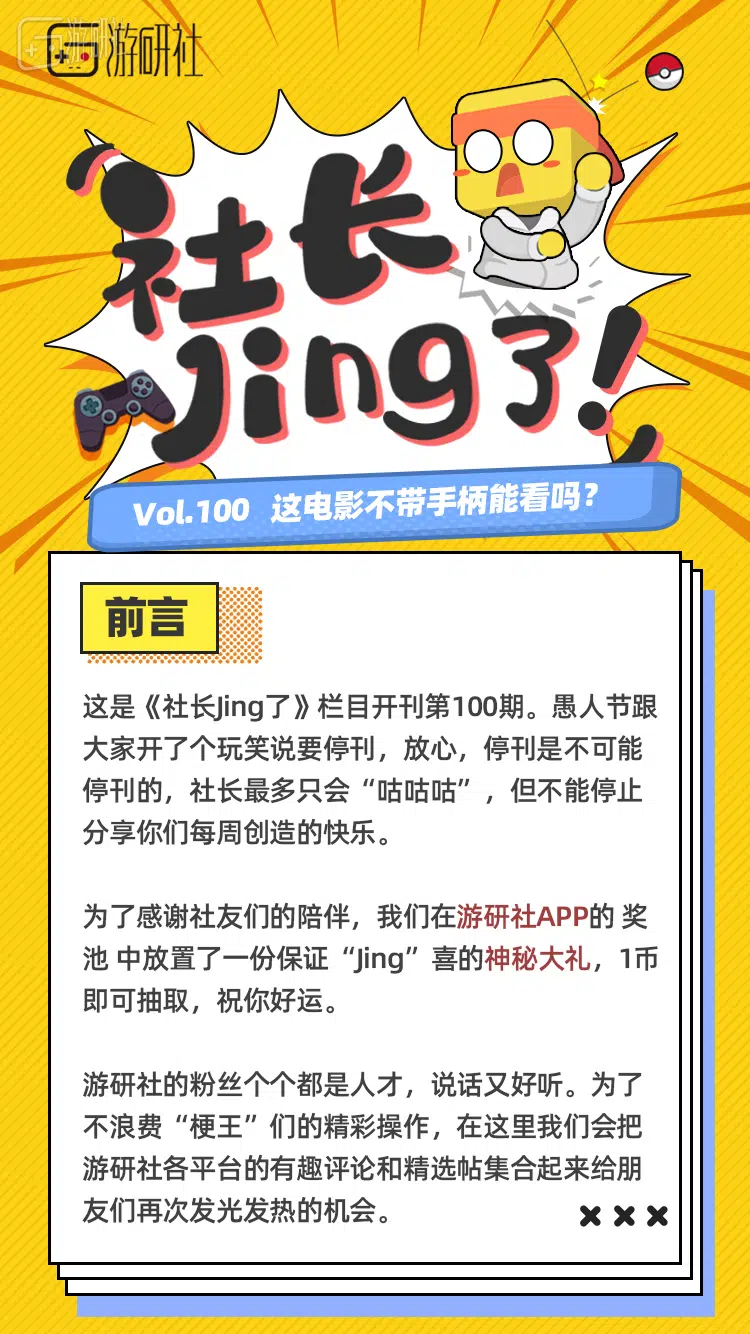 游研社
社长
Jing了!
Vol.100 这电影不带手柄能看吗?
前言
这是《社长Jing了》栏目开刊第100期。愚人节跟
大家开了个玩笑说要停刊，放心，停刊是不可能
停刊的，社长最多只会“咕咕咕”，但不能停止
分享你们每周创造的快乐。
为了感谢社友们的陪伴，我们在游研社APP的 奖
池 中放置了一份保证“Jing”喜的神秘大礼，1币
即可抽取，祝你好运。
游研社的粉丝个个都是人才，说话又好听。为了
不浪费“梗王”们的精彩操作，在这里我们会把
游研社各平台的有趣评论和精选帖集合起来给朋
友们再次发光发热的机会。